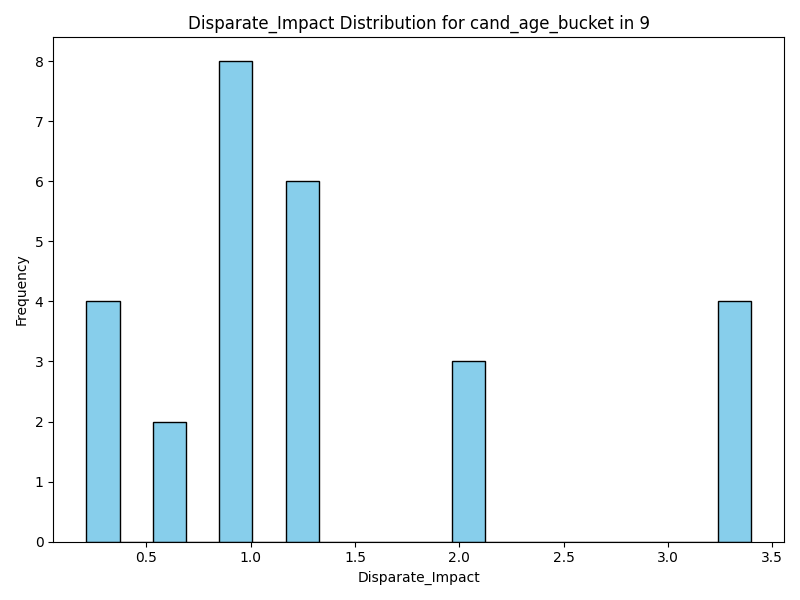 Disparate_Impact Distribution for cand_age_bucket in 9
8
7
6
5
4
3
2
1
0
Frequency
0.5 1.0 1.5 2.0 2.5 3.0 3.5
Disparate_Impact